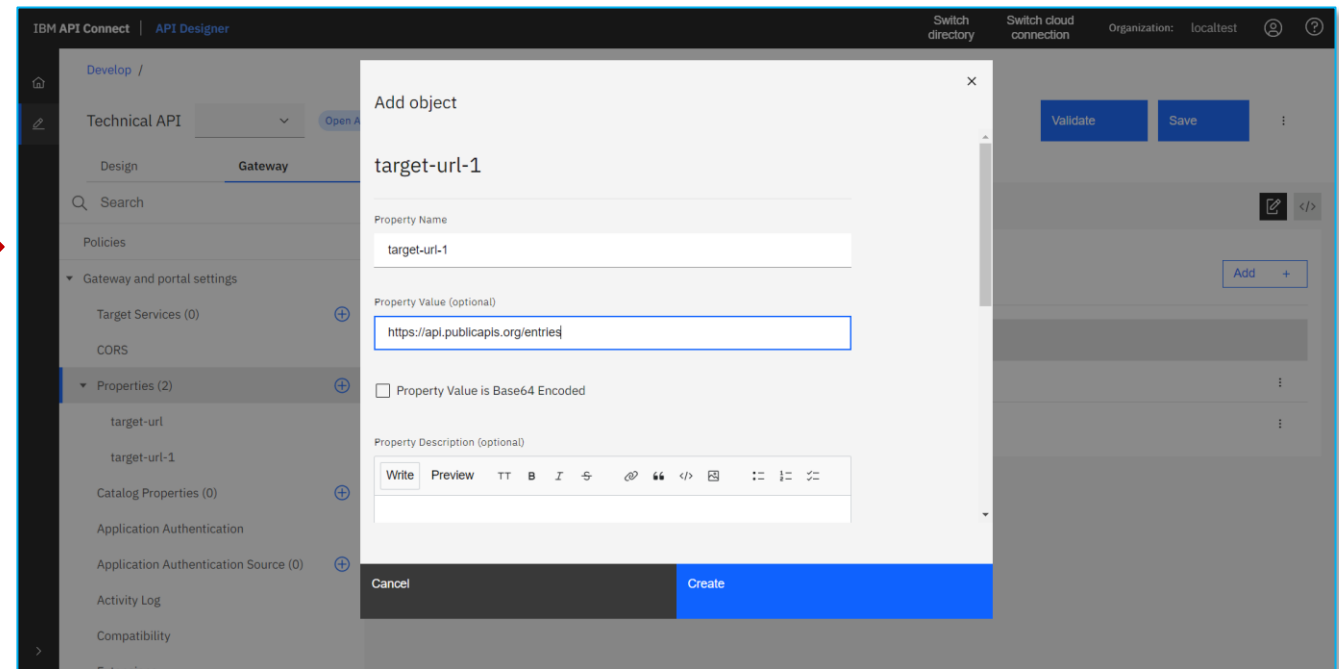 IBM API Connect | API Designer
Switch directory
Switch cloud connection
Organization: localtest
Develop /
Technical API
Open A
Validate
Save
Design
Gateway
Search
Policies
Gateway and portal settings
Target Services (0)
CORS
Properties (2)
target-url
target-url-1
Catalog Properties (0)
Application Authentication
Application Authentication Source (0)
Activity Log
Compatibility
Add +
Add object
target-url-1
Property Name
target-url-1
Property Value (optional)
https://api.publicapis.org/entries
Property Value is Base64 Encoded
Property Description (optional)
Write Preview TT B I S
Cancel
Create